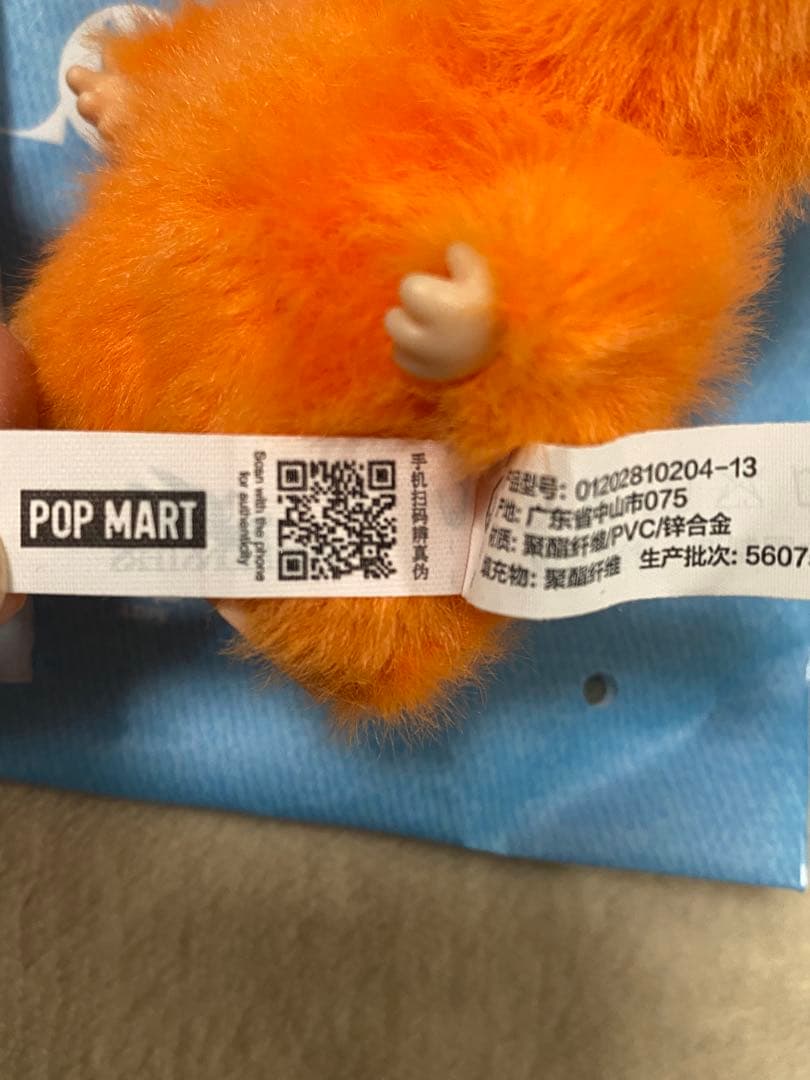 POP MART
Scan with the phone
for authenticity
手机扫码辨真伪
型号: 01202810204-13
地: 广东省中山市075
质: 聚酯纤维/PVC/锌合金
填充物: 聚酯纤维 生产批次: 5607